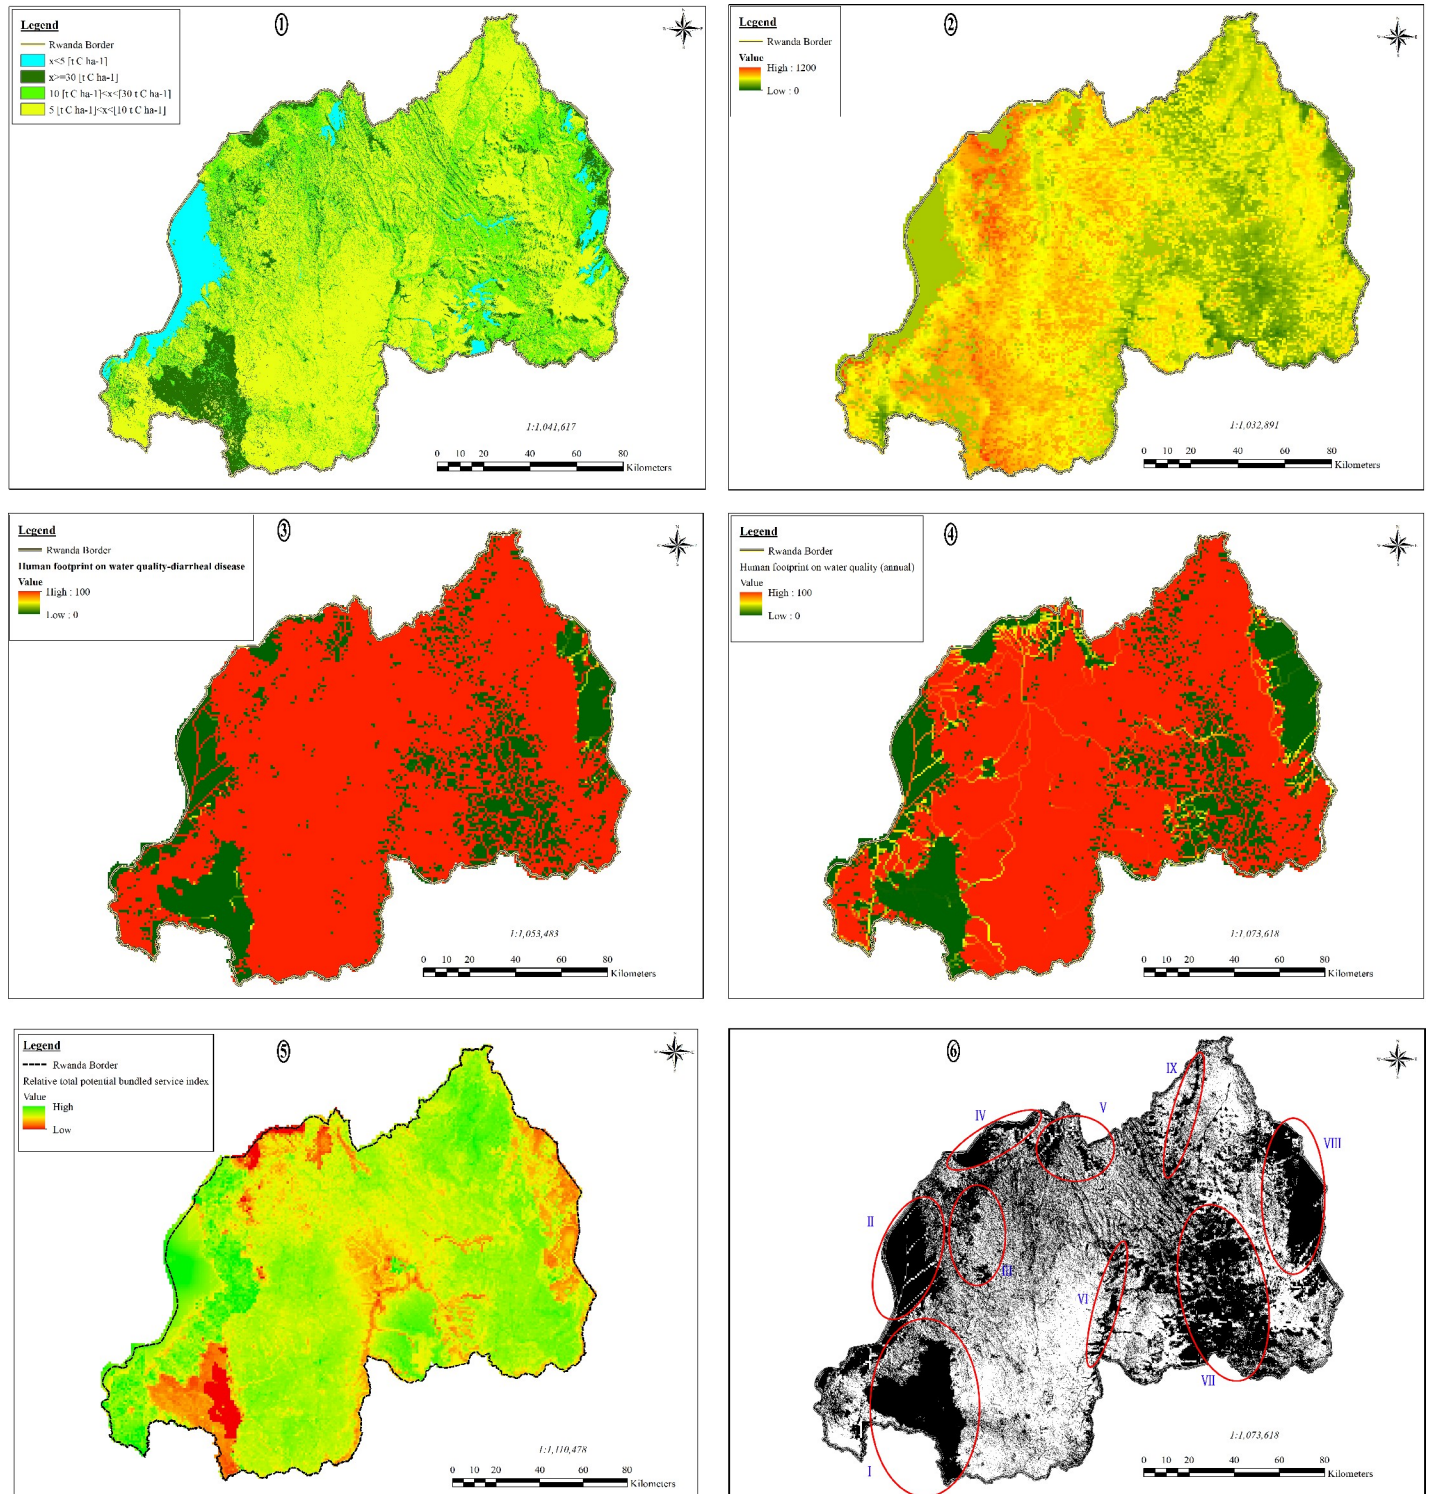 ①
Legend
Rwanda Border
x<5 [t C ha-1]
x>=30 [t C ha-1]
10 [t C ha-1]<x<[30 t C ha-1]
5 [t C ha-1]<x<[10 t C ha-1]
1:1,041,617
0 10 20 40 60 80
Kilometers
②
Legend
Rwanda Border
Value
High : 1200
Low : 0
1:1,032,891
0 10 20 40 60 80
Kilometers
③
Legend
Rwanda Border
Human footprint on water quality-diarrheal disease
Value
High : 100
Low : 0
1:1,053,483
0 10 20 40 60 80
Kilometers
④
Legend
Rwanda Border
Human footprint on water quality (annual)
Value
High : 100
Low : 0
1:1,073,618
0 10 20 40 60 80
Kilometers
⑤
Legend
Rwanda Border
Relative total potential bundled service index
Value
High
Low
1:1,110,478
0 10 20 40 60 80
Kilometers
⑥
IX
IV
V
VIII
II
III
VI
VII
I
1:1,073,618
0 10 20 40 60 80
Kilometers